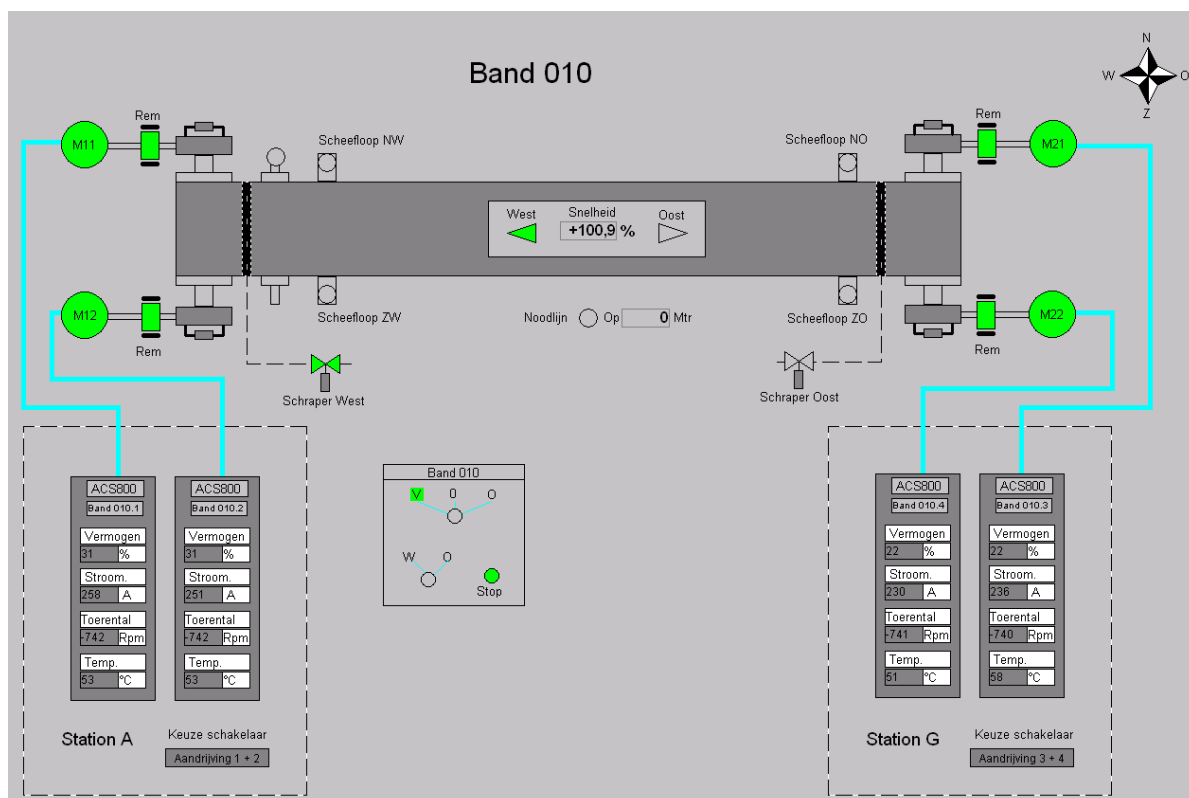 Band 010
N
W O
Z
Rem
M11
Scheefloop NW
Scheefloop NO
Rem
M21
West Snelheid Oost
+100,9 %
M12
Rem
Scheefloop ZW
Noodlijn Op 0 Mtr
Scheefloop ZO
M22
Rem
Schraper West
Schraper Oost
ACS800
Band 010.1
Vermogen
31 %
Stroom.
258 A
Toerental
-742 Rpm
Temp.
53 °C
ACS800
Band 010.2
Vermogen
31 %
Stroom.
251 A
Toerental
-742 Rpm
Temp.
53 °C
Station A
Keuze schakelaar
Aandrijving 1 + 2
Band 010
V 0 O
W O
Stop
ACS800
Band 010.4
Vermogen
22 %
Stroom.
230 A
Toerental
-741 Rpm
Temp.
51 °C
ACS800
Band 010.3
Vermogen
22 %
Stroom.
236 A
Toerental
-740 Rpm
Temp.
58 °C
Station G
Keuze schakelaar
Aandrijving 3 + 4